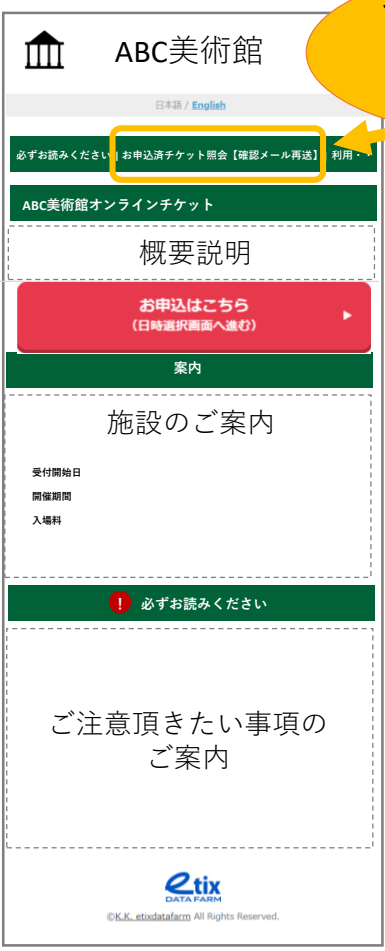 ABC美術館
日本語 / English
必ずお読みください | お申込済チケット照会【確認メール再送】 | 利用・
ABC美術館オンラインチケット
概要説明
お申込はこちら
(日時選択画面へ進む)
案内
施設のご案内
受付開始日
開催期間
入場料
! 必ずお読みください
ご注意頂きたい事項の
ご案内
etix
DATA FARM
©K.K. etixdatafarm All Rights Reserved.